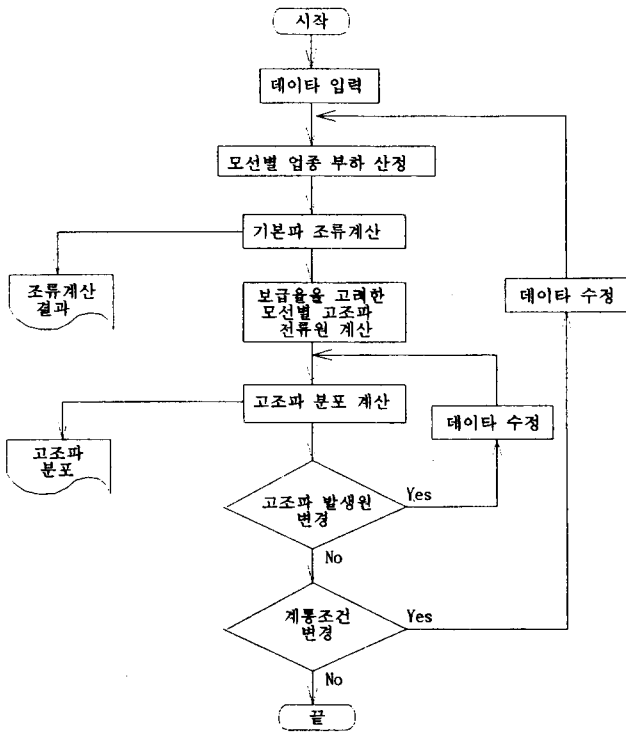 시작
데이타 입력
모선별 업종 부하 산정
기본파 조류계산
조류계산
결과
보급율을 고려한
모선별 고조파
전류원 계산
데이타 수정
고조파 분포 계산
데이타 수정
고조파
분포
고조파 발생원
변경
Yes
No
계통조건
변경
Yes
No
끝